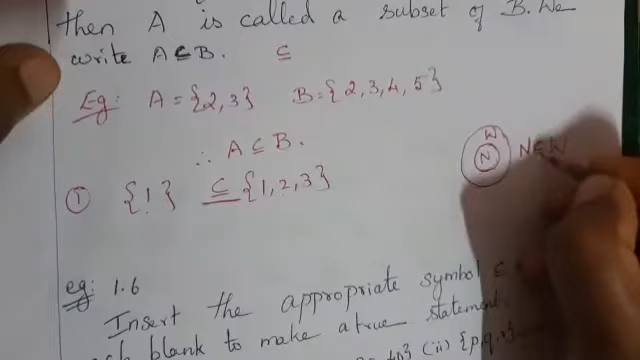 then A is called a subset of B. We
write A ⊆ B. ⊆
Eg: A = {2, 3} B = {2, 3, 4, 5}
∴ A ⊆ B.
W
N N ⊆ W
① {1} ⊆ {1, 2, 3}
eg: 1.6
Insert the appropriate symbol ⊆
blank to make a true statement
(ii) {p, q, r}